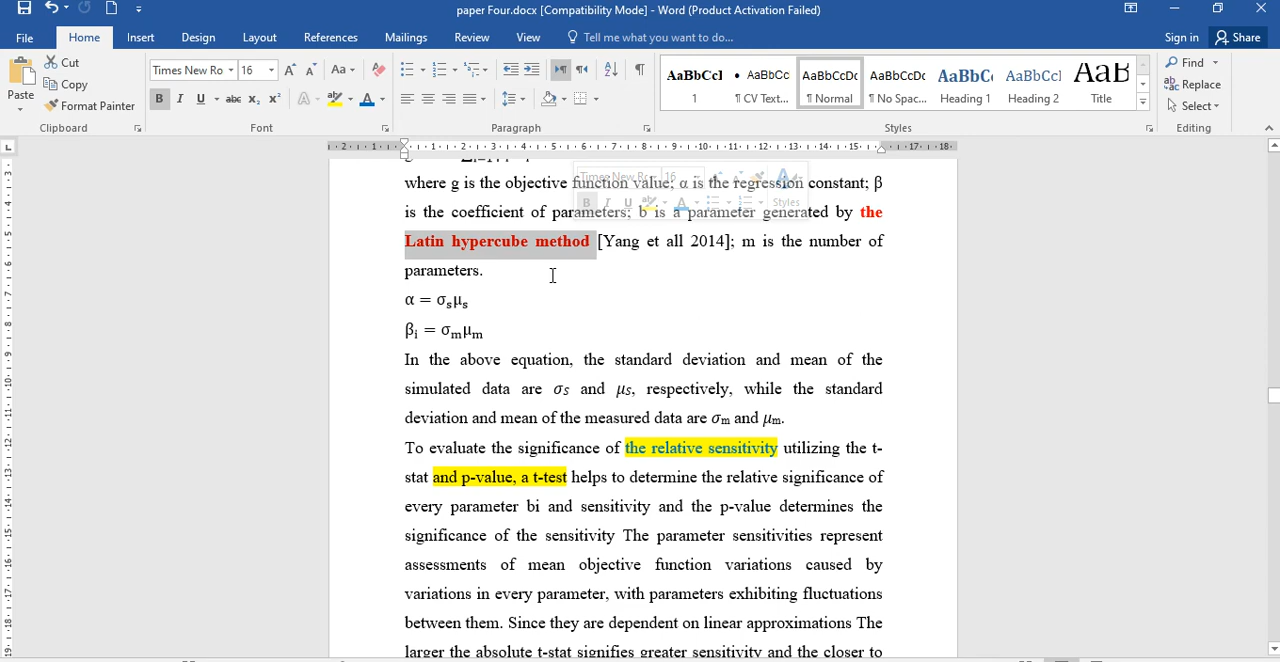 paper Four.docx [Compatibility Mode] - Word (Product Activation Failed)
File Home Insert Design Layout References Mailings Review View Tell me what you want to do... Sign in Share
Paste Cut Copy Format Painter Clipboard
Times New Ro 16 Font
Paragraph
AaBbCcI 1 AaBbCc ¶ CV Text... AaBbCcDc ¶ Normal AaBbCcDc ¶ No Spac... AaBbC Heading 1 AaBbCcI Heading 2 AaB Title
Styles
Find Replace Select Editing
Times New Ro 16 Styles
where g is the objective function value; α is the regression constant; β
is the coefficient of parameters; b is a parameter generated by the
Latin hypercube method [Yang et all 2014]; m is the number of
parameters.
α = σₛμₛ
βᵢ = σₘμₘ
In the above equation, the standard deviation and mean of the
simulated data are σS and μS, respectively, while the standard
deviation and mean of the measured data are σm and μm.
To evaluate the significance of the relative sensitivity utilizing the t-
stat and p-value, a t-test helps to determine the relative significance of
every parameter bi and sensitivity and the p-value determines the
significance of the sensitivity The parameter sensitivities represent
assessments of mean objective function variations caused by
variations in every parameter, with parameters exhibiting fluctuations
between them. Since they are dependent on linear approximations The
larger the absolute t-stat signifies greater sensitivity and the closer to